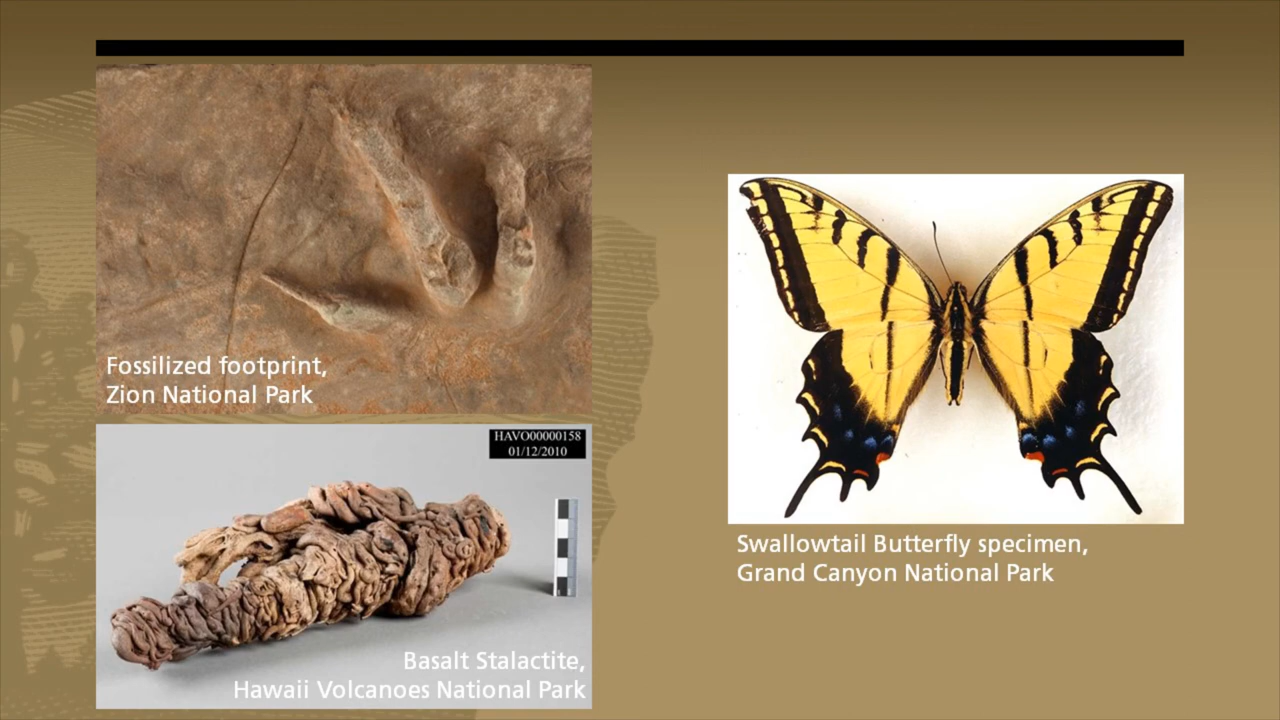 Fossilized footprint,
Zion National Park
HAVO00000158
01/12/2010
Basalt Stalactite,
Hawaii Volcanoes National Park
Swallowtail Butterfly specimen,
Grand Canyon National Park